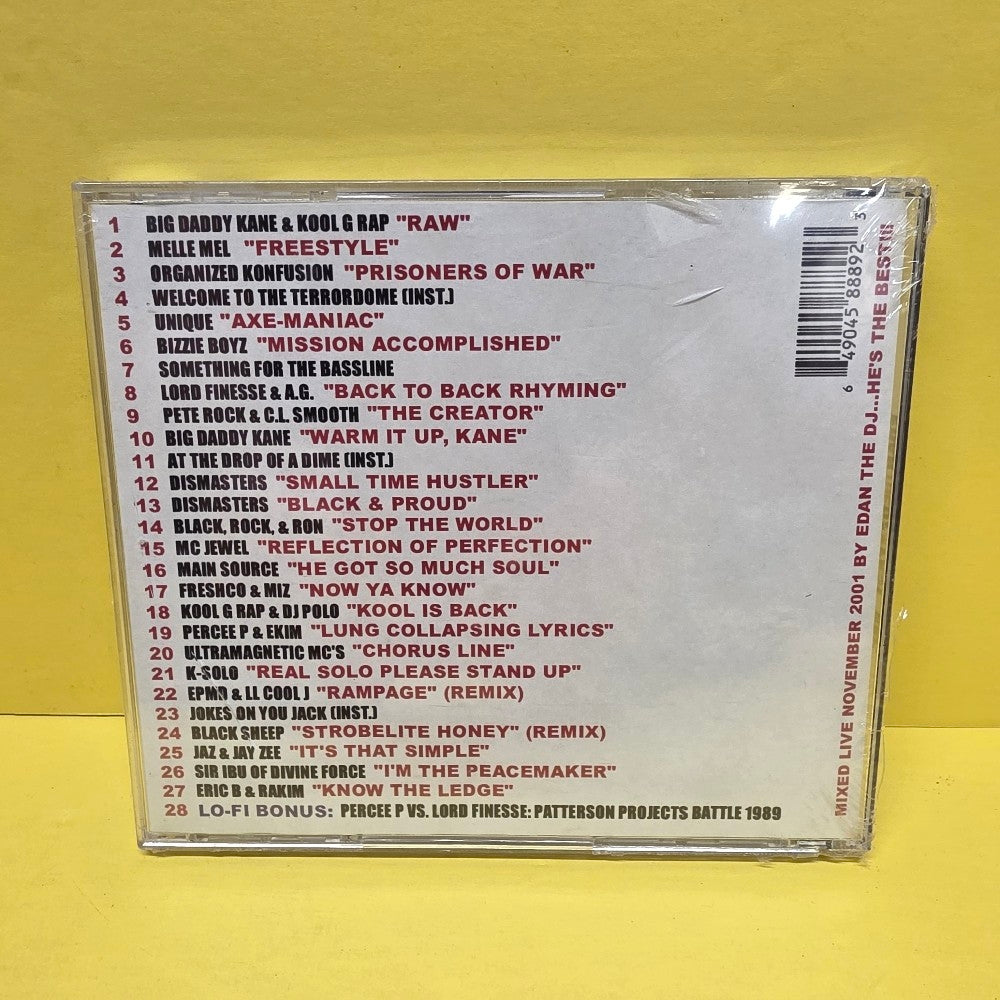 1 BIG DADDY KANE & KOOL G RAP "RAW"
2 MELLE MEL "FREESTYLE"
3 ORGANIZED KONFUSION "PRISONERS OF WAR"
4 WELCOME TO THE TERRORDOME (INST.)
5 UNIQUE "AXE-MANIAC"
6 BIZZIE BOYZ "MISSION ACCOMPLISHED"
7 SOMETHING FOR THE BASSLINE
8 LORD FINESSE & A.G. "BACK TO BACK RHYMING"
9 PETE ROCK & C.L. SMOOTH "THE CREATOR"
10 BIG DADDY KANE "WARM IT UP, KANE"
11 AT THE DROP OF A DIME (INST.)
12 DISMASTERS "SMALL TIME HUSTLER"
13 DISMASTERS "BLACK & PROUD"
14 BLACK, ROCK, & RON "STOP THE WORLD"
15 MC JEWEL "REFLECTION OF PERFECTION"
16 MAIN SOURCE "HE GOT SO MUCH SOUL"
17 FRESHCO & MIZ "NOW YA KNOW"
18 KOOL G RAP & DJ POLO "KOOL IS BACK"
19 PERCEE P & EKIM "LUNG COLLAPSING LYRICS"
20 ULTRAMAGNETIC MC'S "CHORUS LINE"
21 K-SOLO "REAL SOLO PLEASE STAND UP"
22 EPMD & LL COOL J "RAMPAGE" (REMIX)
23 JOKES ON YOU JACK (INST.)
24 BLACK SHEEP "STROBELITE HONEY" (REMIX)
25 JAZ & JAY ZEE "IT'S THAT SIMPLE"
26 SIR IBU OF DIVINE FORCE "I'M THE PEACEMAKER"
27 ERIC B & RAKIM "KNOW THE LEDGE"
28 LO-FI BONUS: PERCEE P VS. LORD FINESSE: PATTERSON PROJECTS BATTLE 1989
6 49045 88892 3
MIXED LIVE NOVEMBER 2001 BY EDAN THE DJ...HE'S THE BEST!!!